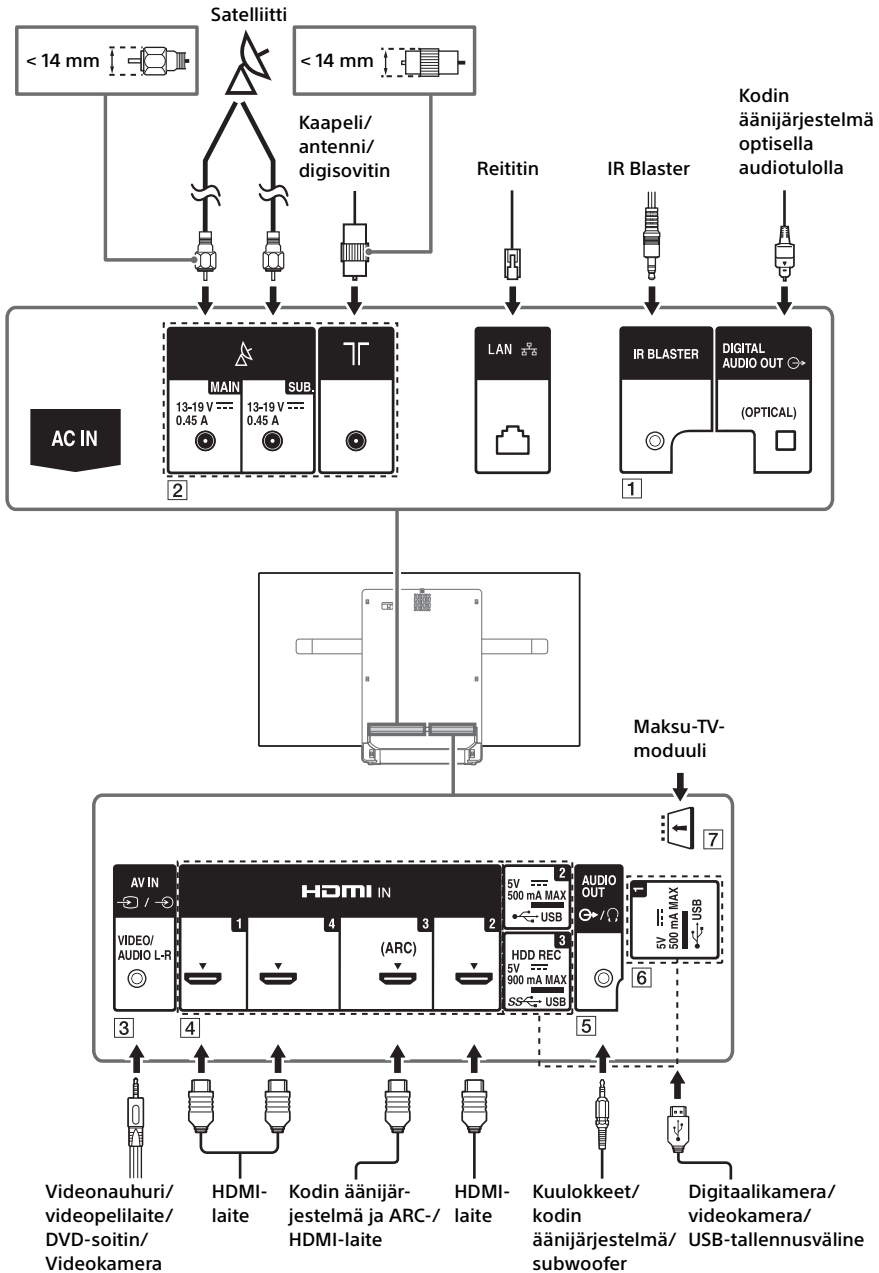 Satelliitti
< 14 mm
< 14 mm
Kaapeli/
antenni/
digisovitin
Reititin
IR Blaster
Kodin
äänijärjestelmä
optisella
audiotulolla
AC IN
MAIN
13-19 V
0.45 A
SUB.
13-19 V
0.45 A
2
LAN
IR BLASTER
1
DIGITAL
AUDIO OUT
(OPTICAL)
Maksu-TV-
moduuli
7
AV IN
/
VIDEO/
AUDIO L-R
3
HDMI IN
1
4
3
(ARC)
2
4
2
5V
500 mA MAX
USB
3
HDD REC
5V
900 mA MAX
SS USB
AUDIO
OUT
/
5
1
5V
500 mA MAX
USB
6
Videonauhuri/
videopelilaite/
DVD-soitin/
Videokamera
HDMI-
laite
Kodin äänijär-
jestelmä ja ARC-/
HDMI-laite
HDMI-
laite
Kuulokkeet/
kodin
äänijärjestelmä/
subwoofer
Digitaalikamera/
videokamera/
USB-tallennusväline